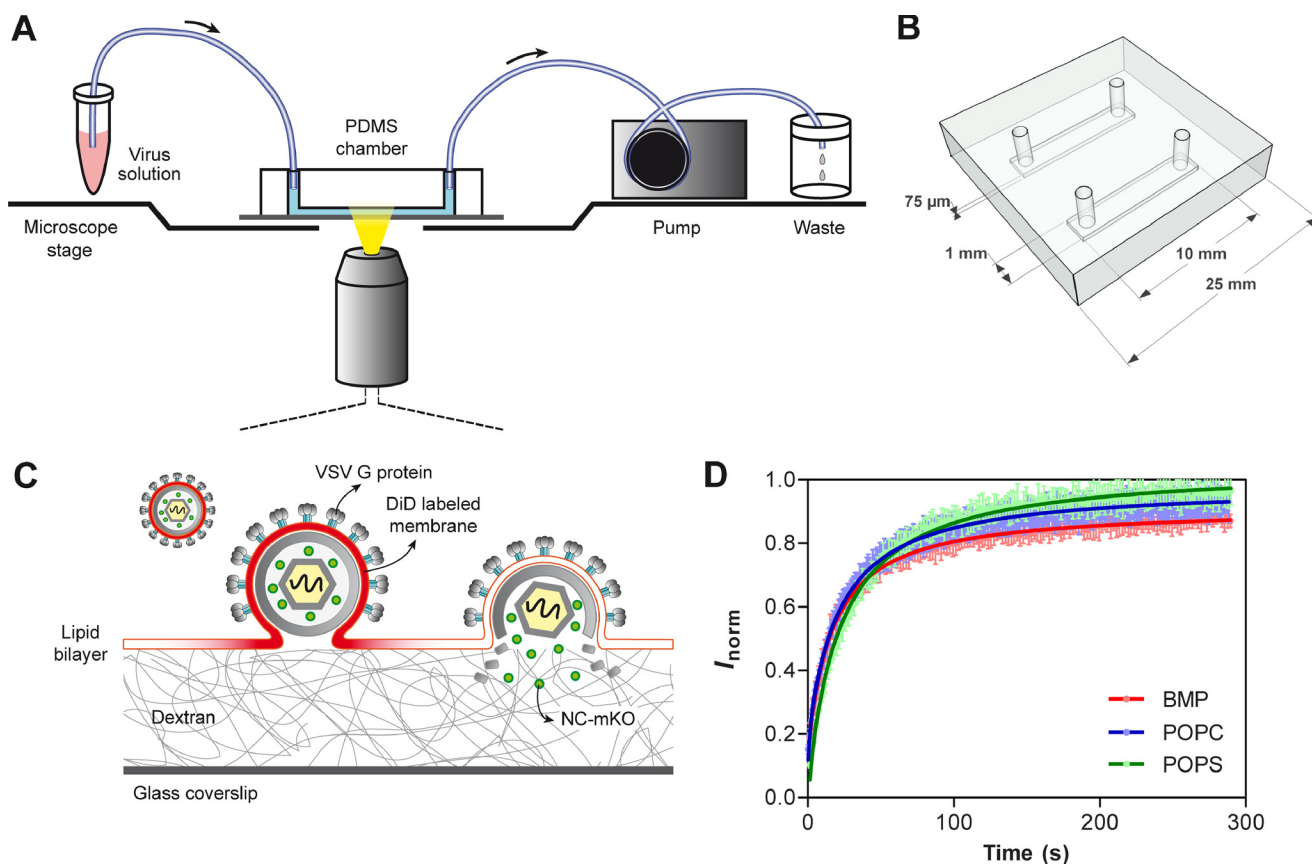 A
Virus
solution
PDMS
chamber
Microscope
stage
Pump
Waste
B
75 µm
1 mm
10 mm
25 mm
C
VSV G protein
DiD labeled
membrane
Lipid
bilayer
Dextran
NC-mKO
Glass coverslip
D
1.0
0.8
0.6
0.4
0.2
0.0
Inorm
BMP
POPC
POPS
0
100
200
300
Time (s)